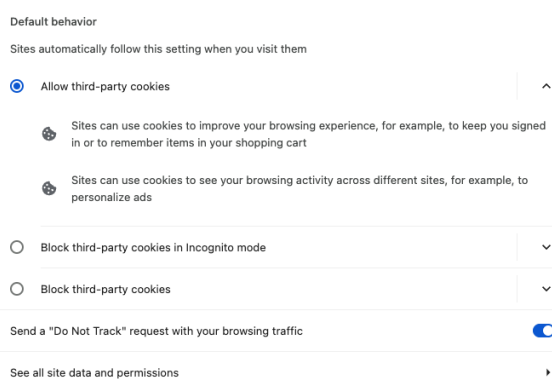 Default behavior
Sites automatically follow this setting when you visit them
Allow third-party cookies
Sites can use cookies to improve your browsing experience, for example, to keep you signed
in or to remember items in your shopping cart
Sites can use cookies to see your browsing activity across different sites, for example, to
personalize ads
Block third-party cookies in Incognito mode
Block third-party cookies
Send a "Do Not Track" request with your browsing traffic
See all site data and permissions